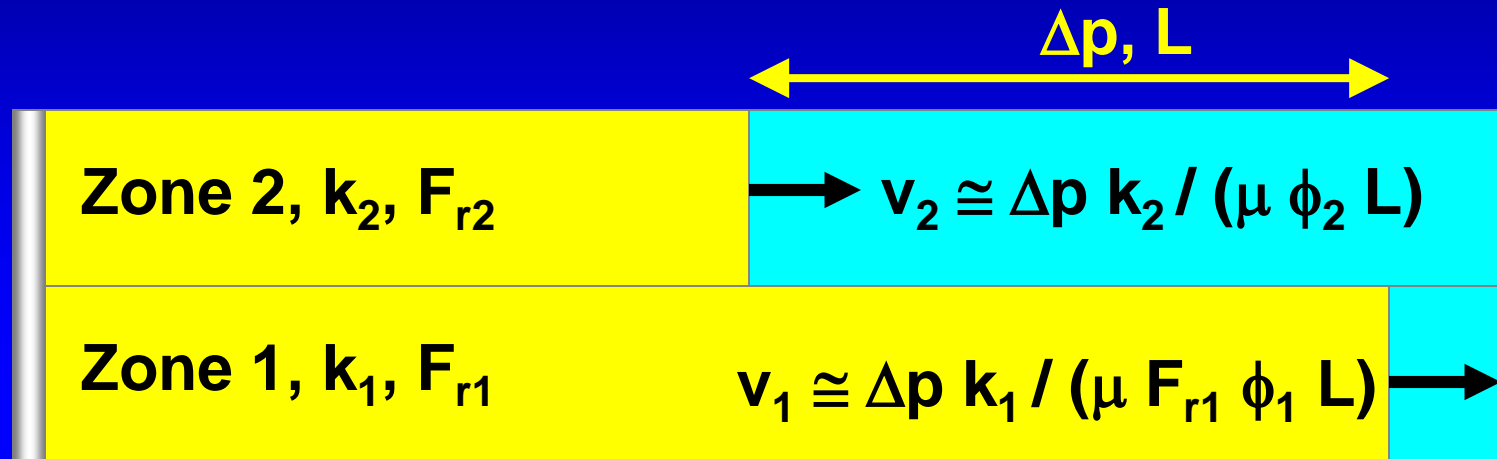 Δp, L
Zone 2, k₂, Fᵣ₂
v₂ ≅ Δp k₂ / (μ ϕ₂ L)
Zone 1, k₁, Fᵣ₁
v₁ ≅ Δp k₁ / (μ Fᵣ₁ ϕ₁ L)